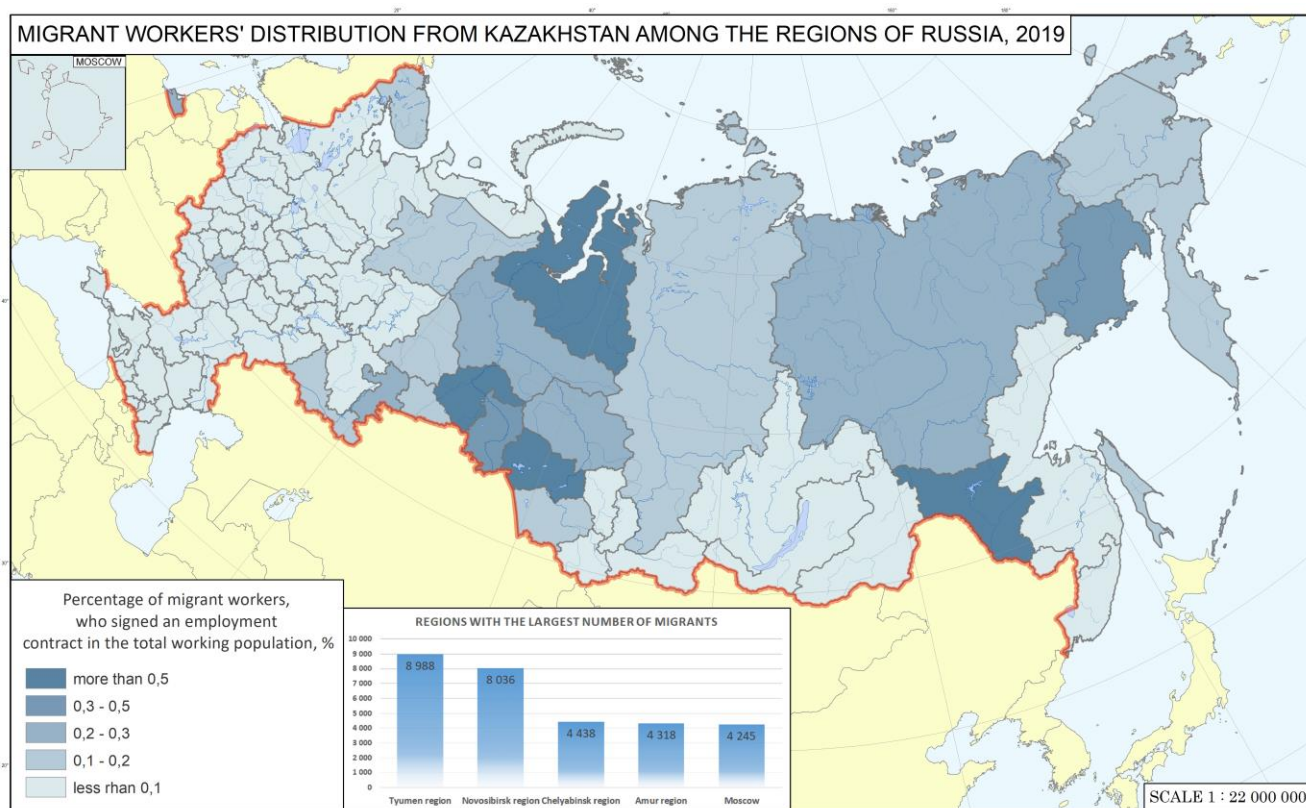 MIGRANT WORKERS' DISTRIBUTION FROM KAZAKHSTAN AMONG THE REGIONS OF RUSSIA, 2019
MOSCOW
Percentage of migrant workers,
who signed an employment
contract in the total working population, %
more than 0,5
0,3 - 0,5
0,2 - 0,3
0,1 - 0,2
less rhan 0,1
REGIONS WITH THE LARGEST NUMBER OF MIGRANTS
10 000
9 000
8 000
7 000
6 000
5 000
4 000
3 000
2 000
1 000
0
8 988
8 036
4 438
4 318
4 245
Tyumen region
Novosibirsk region
Chelyabinsk region
Amur region
Moscow
SCALE 1 : 22 000 000